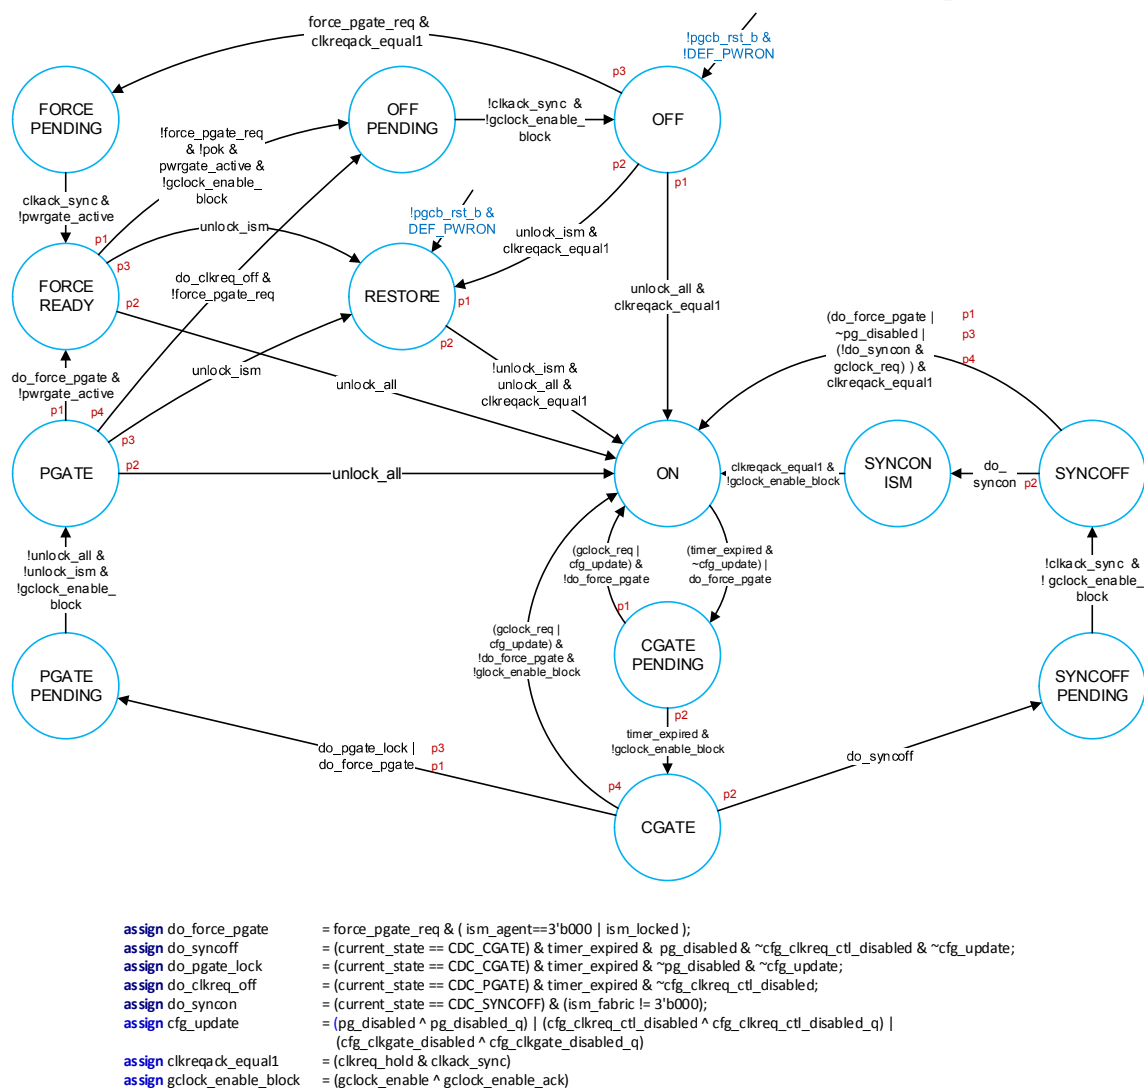 force_pgate_req &
clkreqack_equal1
!pgcb_rst_b &
!DEF_PWRON
p3
FORCE
PENDING
OFF
PENDING
!clkack_sync &
!gclock_enable_
block
OFF
!force_pgate_req
& !pok &
pwrgate_active &
!gclock_enable_
block
p2
p1
clkack_sync &
!pwrgate_active
!pgcb_rst_b &
DEF_PWRON
unlock_ism
p1
p3
unlock_ism &
clkreqack_equal1
FORCE
READY
p2
do_clkreq_off &
!force_pgate_req
RESTORE
p1
p2
unlock_all &
clkreqack_equal1
(do_force_pgate |
~pg_disabled |
(!do_syncon &
gclock_req) ) &
clkreqack_equal1
p1
p3
p4
do_force_pgate &
!pwrgate_active
unlock_ism
unlock_all
!unlock_ism &
unlock_all &
clkreqack_equal1
p1
p4
p3
p2
PGATE
unlock_all
ON
clkreqack_equal1 &
!gclock_enable_block
SYNCON
ISM
do_
syncon
p2
SYNCOFF
!unlock_all &
!unlock_ism &
!gclock_enable_
block
(gclock_req |
cfg_update) &
!do_force_pgate
(timer_expired &
~cfg_update) |
do_force_pgate
!clkack_sync &
! gclock_enable_
block
p1
(gclock_req |
cfg_update) &
!do_force_pgate &
!glock_enable_block
CGATE
PENDING
PGATE
PENDING
SYNCOFF
PENDING
p2
timer_expired &
!gclock_enable_block
do_pgate_lock | p3
do_force_pgate p1
do_syncoff
p4
p2
CGATE
assign do_force_pgate = force_pgate_req & ( ism_agent==3'b000 | ism_locked );
assign do_syncoff = (current_state == CDC_CGATE) & timer_expired & pg_disabled & ~cfg_clkreq_ctl_disabled & ~cfg_update;
assign do_pgate_lock = (current_state == CDC_CGATE) & timer_expired & ~pg_disabled & ~cfg_update;
assign do_clkreq_off = (current_state == CDC_PGATE) & timer_expired & ~cfg_clkreq_ctl_disabled;
assign do_syncon = (current_state == CDC_SYNCOFF) & (ism_fabric != 3'b000);
assign cfg_update = (pg_disabled ^ pg_disabled_q) | (cfg_clkreq_ctl_disabled ^ cfg_clkreq_ctl_disabled_q) |
(cfg_clkgate_disabled ^ cfg_clkgate_disabled_q)
assign clkreqack_equal1 = (clkreq_hold & clkack_sync)
assign gclock_enable_block = (gclock_enable ^ gclock_enable_ack)